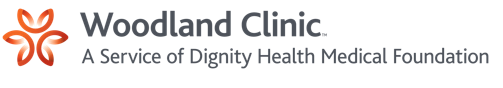 Woodland Clinic™
A Service of Dignity Health Medical Foundation